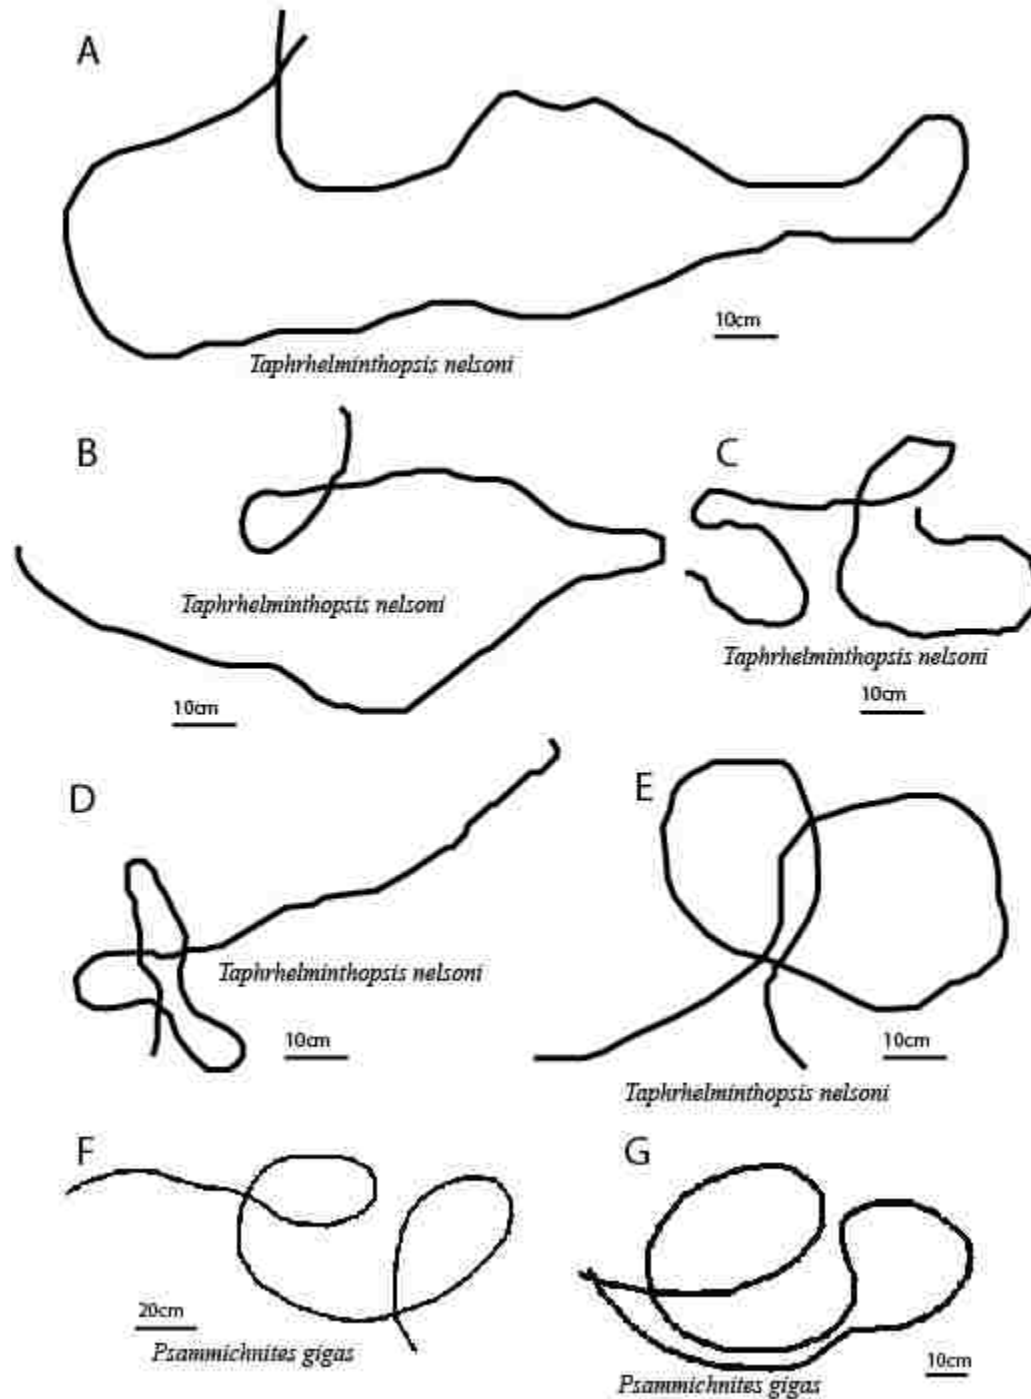 A
10cm
Taphrhelminthopsis nelsoni
B
C
Taphrhelminthopsis nelsoni
Taphrhelminthopsis nelsoni
10cm
10cm
D
E
Taphrhelminthopsis nelsoni
10cm
10cm
Taphrhelminthopsis nelsoni
F
G
20cm
Psammichnites gigas
10cm
Psammichnites gigas